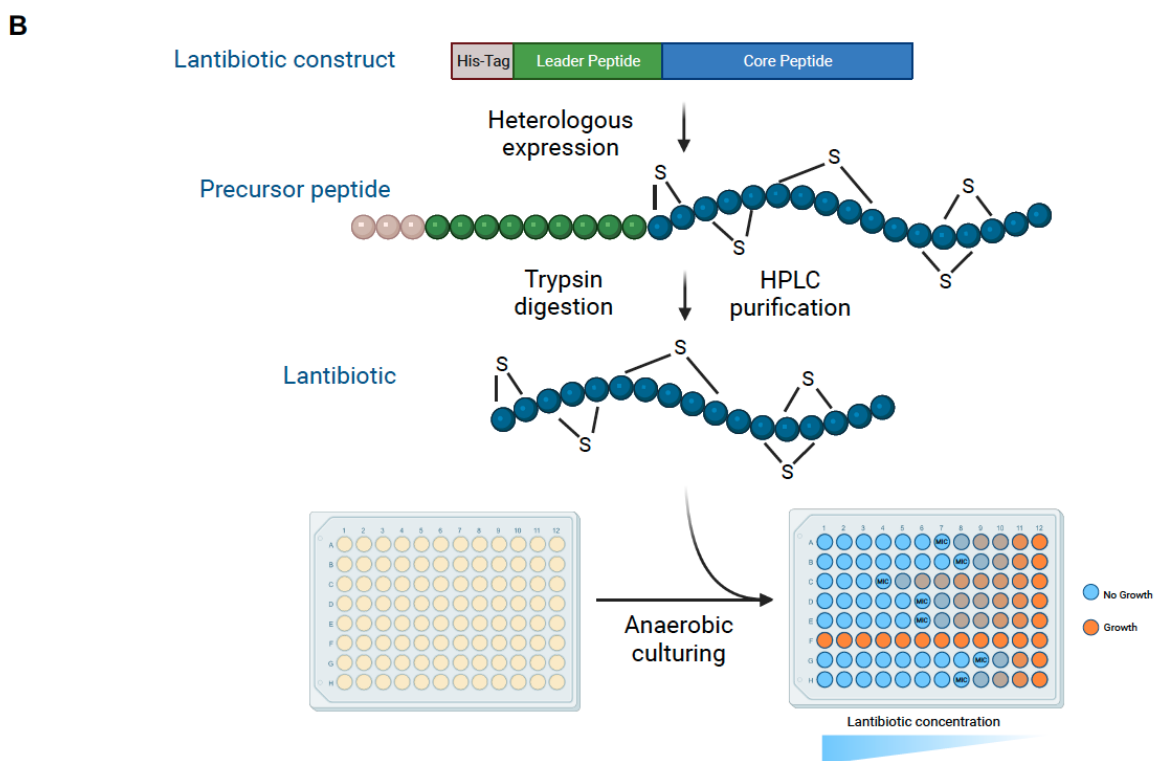 B
Lantibiotic construct
His-Tag Leader Peptide Core Peptide
Heterologous
expression
S
S
S
Precursor peptide
S
S
Trypsin
digestion
HPLC
purification
S
S
S
Lantibiotic
S
S
1 2 3 4 5 6 7 8 9 10 11 12
A
B
C
D
E
F
G
H
Anaerobic
culturing
1 2 3 4 5 6 7 8 9 10 11 12
A MIC
B MIC
C MIC
D MIC
E MIC
F
G MIC
H MIC
No Growth
Growth
Lantibiotic concentration